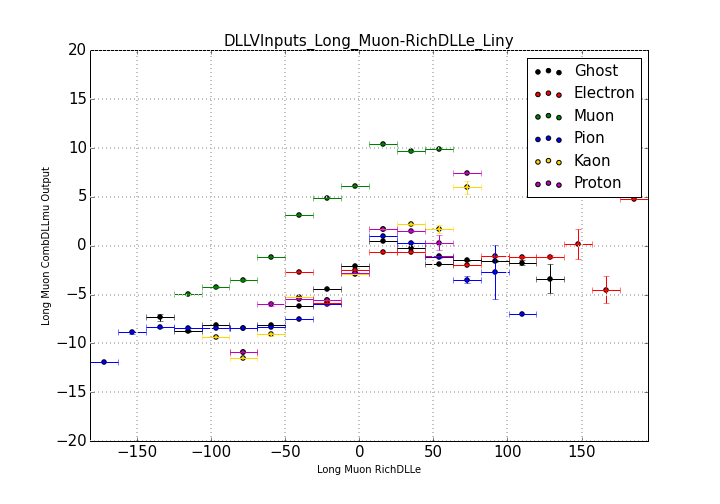 DLLVInputs_Long_Muon-RichDLLe_Liny
20
15
10
5
0
−5
−10
−15
−20
Long Muon CombDLLmu Output
Ghost
Electron
Muon
Pion
Kaon
Proton
−150 −100 −50 0 50 100 150
Long Muon RichDLLe